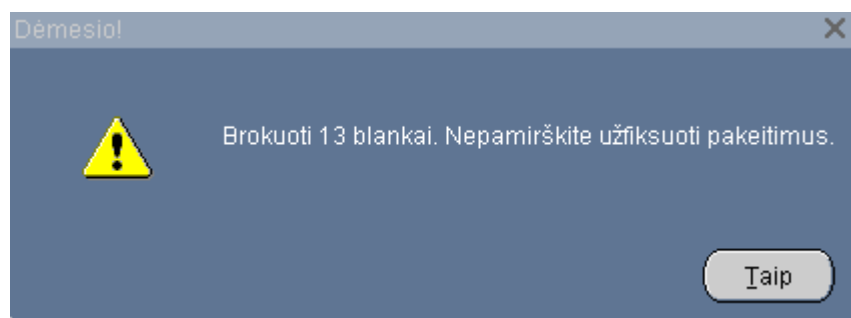 Dėmesio!
Brokuoti 13 blankai. Nepamirškite užfiksuoti pakeitimus.
Taip